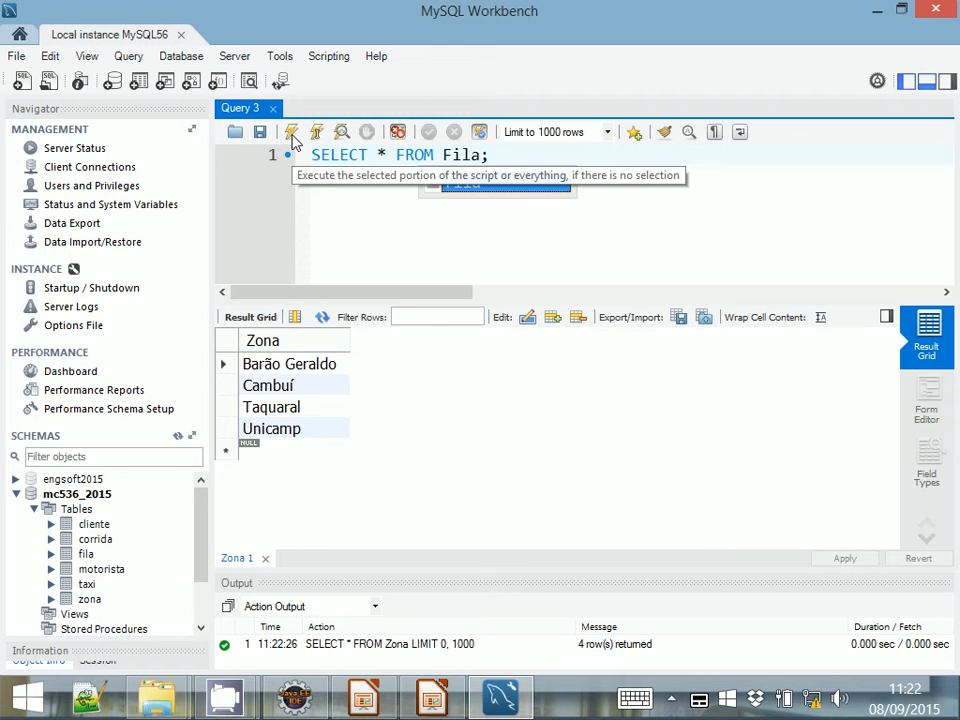 MySQL Workbench
Local instance MySQL56
File Edit View Query Database Server Tools Scripting Help
Navigator
MANAGEMENT
Server Status
Client Connections
Users and Privileges
Status and System Variables
Data Export
Data Import/Restore
INSTANCE
Startup / Shutdown
Server Logs
Options File
PERFORMANCE
Dashboard
Performance Reports
Performance Schema Setup
SCHEMAS
Filter objects
engsoft2015
mc536_2015
Tables
cliente
corrida
fila
motorista
taxi
zona
Views
Stored Procedures
Information
Object Info Session
Query 3
Limit to 1000 rows
1 SELECT * FROM Fila;
Execute the selected portion of the script or everything, if there is no selection
Result Grid Filter Rows: Edit: Export/Import: Wrap Cell Content:
Zona
Barão Geraldo
Cambuí
Taquaral
Unicamp
NULL
Result
Grid
Form
Editor
Field
Types
Zona 1
Apply Revert
Output
Action Output
Time Action Message Duration / Fetch
1 11:22:26 SELECT * FROM Zona LIMIT 0, 1000 4 row(s) returned 0.000 sec / 0.000 sec
Java EE
IDE
11:22
08/09/2015